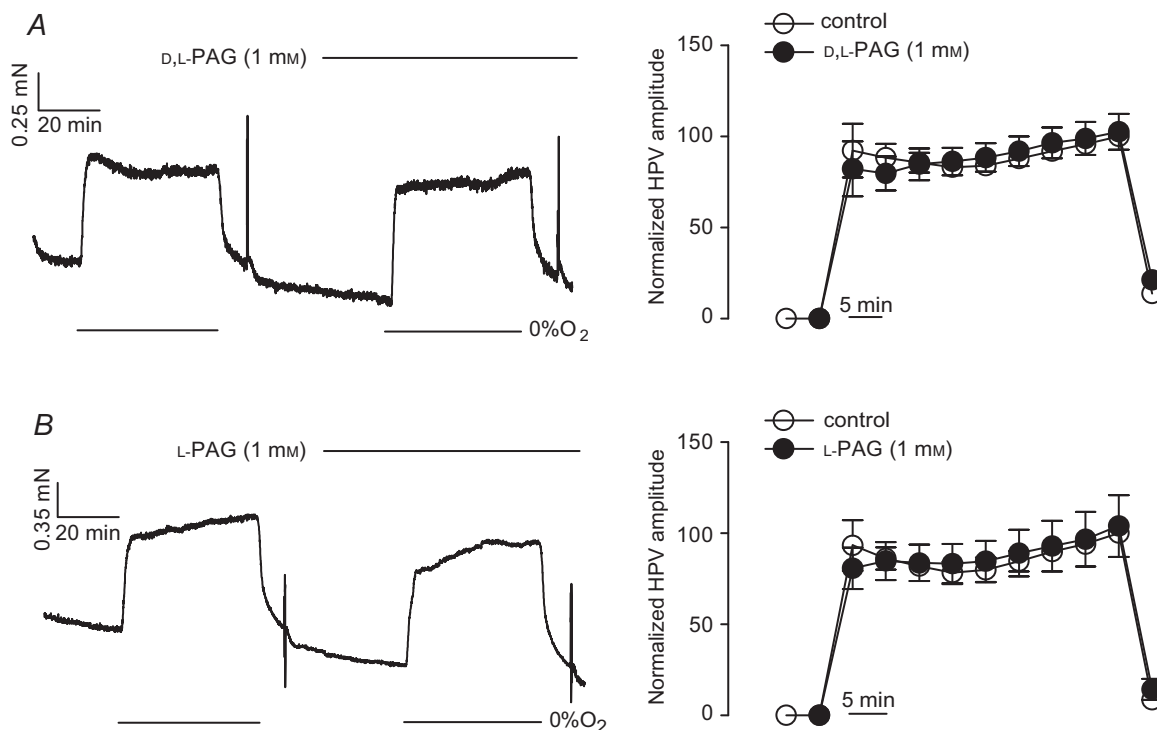 A
D,L-PAG (1 mM)
0.25 mN
20 min
0%O2
control
D,L-PAG (1 mM)
Normalized HPV amplitude
150
100
50
0
5 min
B
L-PAG (1 mM)
0.35 mN
20 min
0%O2
control
L-PAG (1 mM)
Normalized HPV amplitude
150
100
50
0
5 min